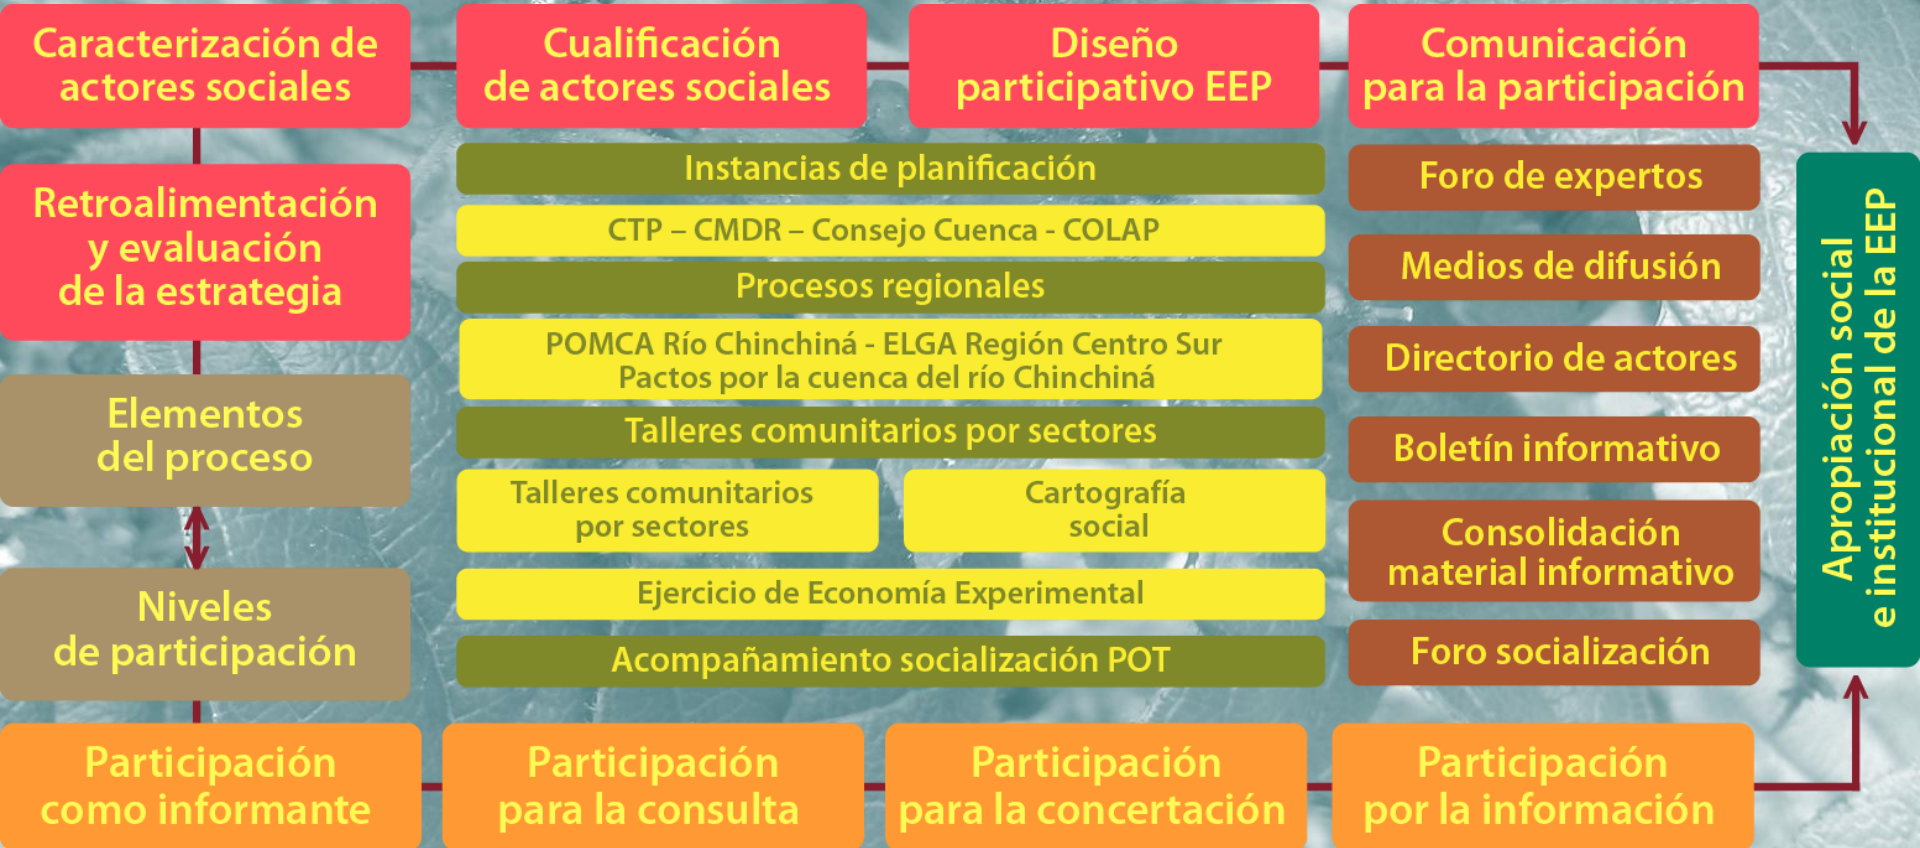 Caracterización de
actores sociales
Cualificación
de actores sociales
Diseño
participativo EEP
Comunicación
para la participación
Retroalimentación
y evaluación
de la estrategia
Elementos
del proceso
Niveles
de participación
Instancias de planificación
CTP – CMDR – Consejo Cuenca - COLAP
Procesos regionales
POMCA Río Chinchiná - ELGA Región Centro Sur
Pactos por la cuenca del río Chinchiná
Talleres comunitarios por sectores
Talleres comunitarios
por sectores
Cartografía
social
Ejercicio de Economía Experimental
Acompañamiento socialización POT
Foro de expertos
Medios de difusión
Directorio de actores
Boletín informativo
Consolidación
material informativo
Foro socialización
Apropiación social
e institucional de la EEP
Participación
como informante
Participación
para la consulta
Participación
para la concertación
Participación
por la información